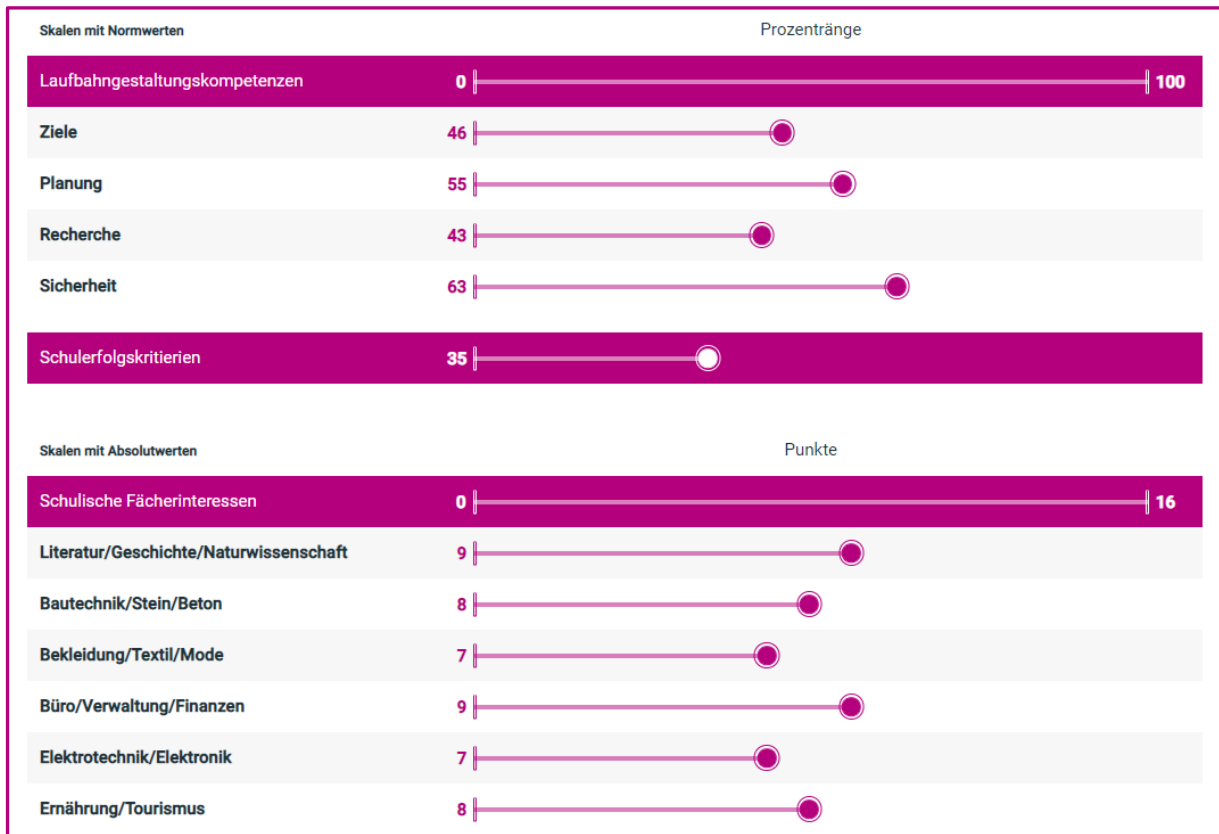 Skalen mit Normwerten Prozentränge
Laufbahngestaltungskompetenzen 0 100
Ziele 46
Planung 55
Recherche 43
Sicherheit 63
Schulerfolgskritierien 35
Skalen mit Absolutwerten Punkte
Schulische Fächerinteressen 0 16
Literatur/Geschichte/Naturwissenschaft 9
Bautechnik/Stein/Beton 8
Bekleidung/Textil/Mode 7
Büro/Verwaltung/Finanzen 9
Elektrotechnik/Elektronik 7
Ernährung/Tourismus 8